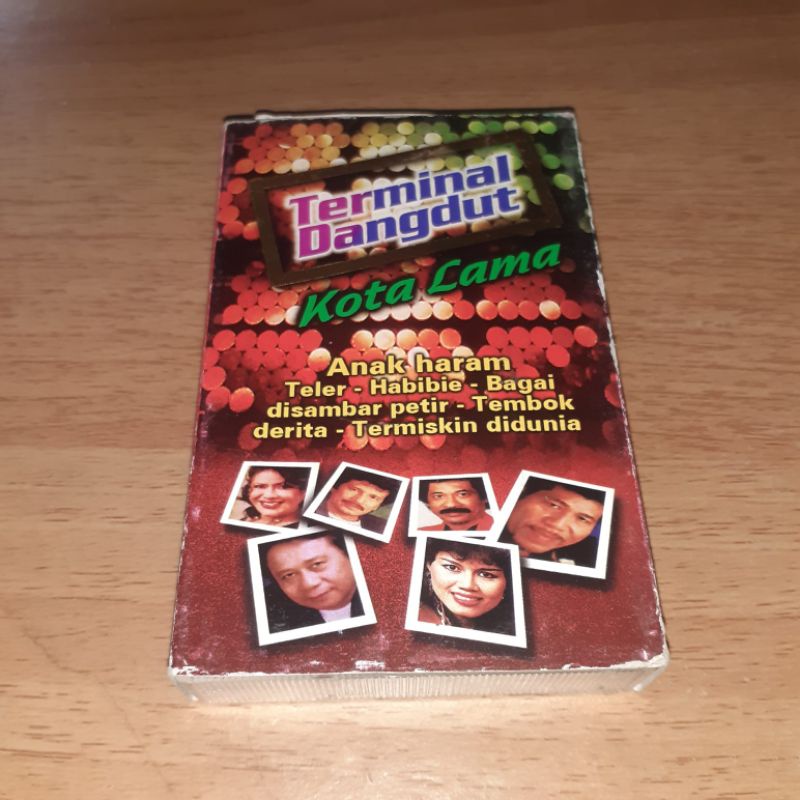 Terminal
Dangdut
Kota Lama
Anak haram
Teler - Habibie - Bagai
disambar petir - Tembok
derita - Termiskin didunia